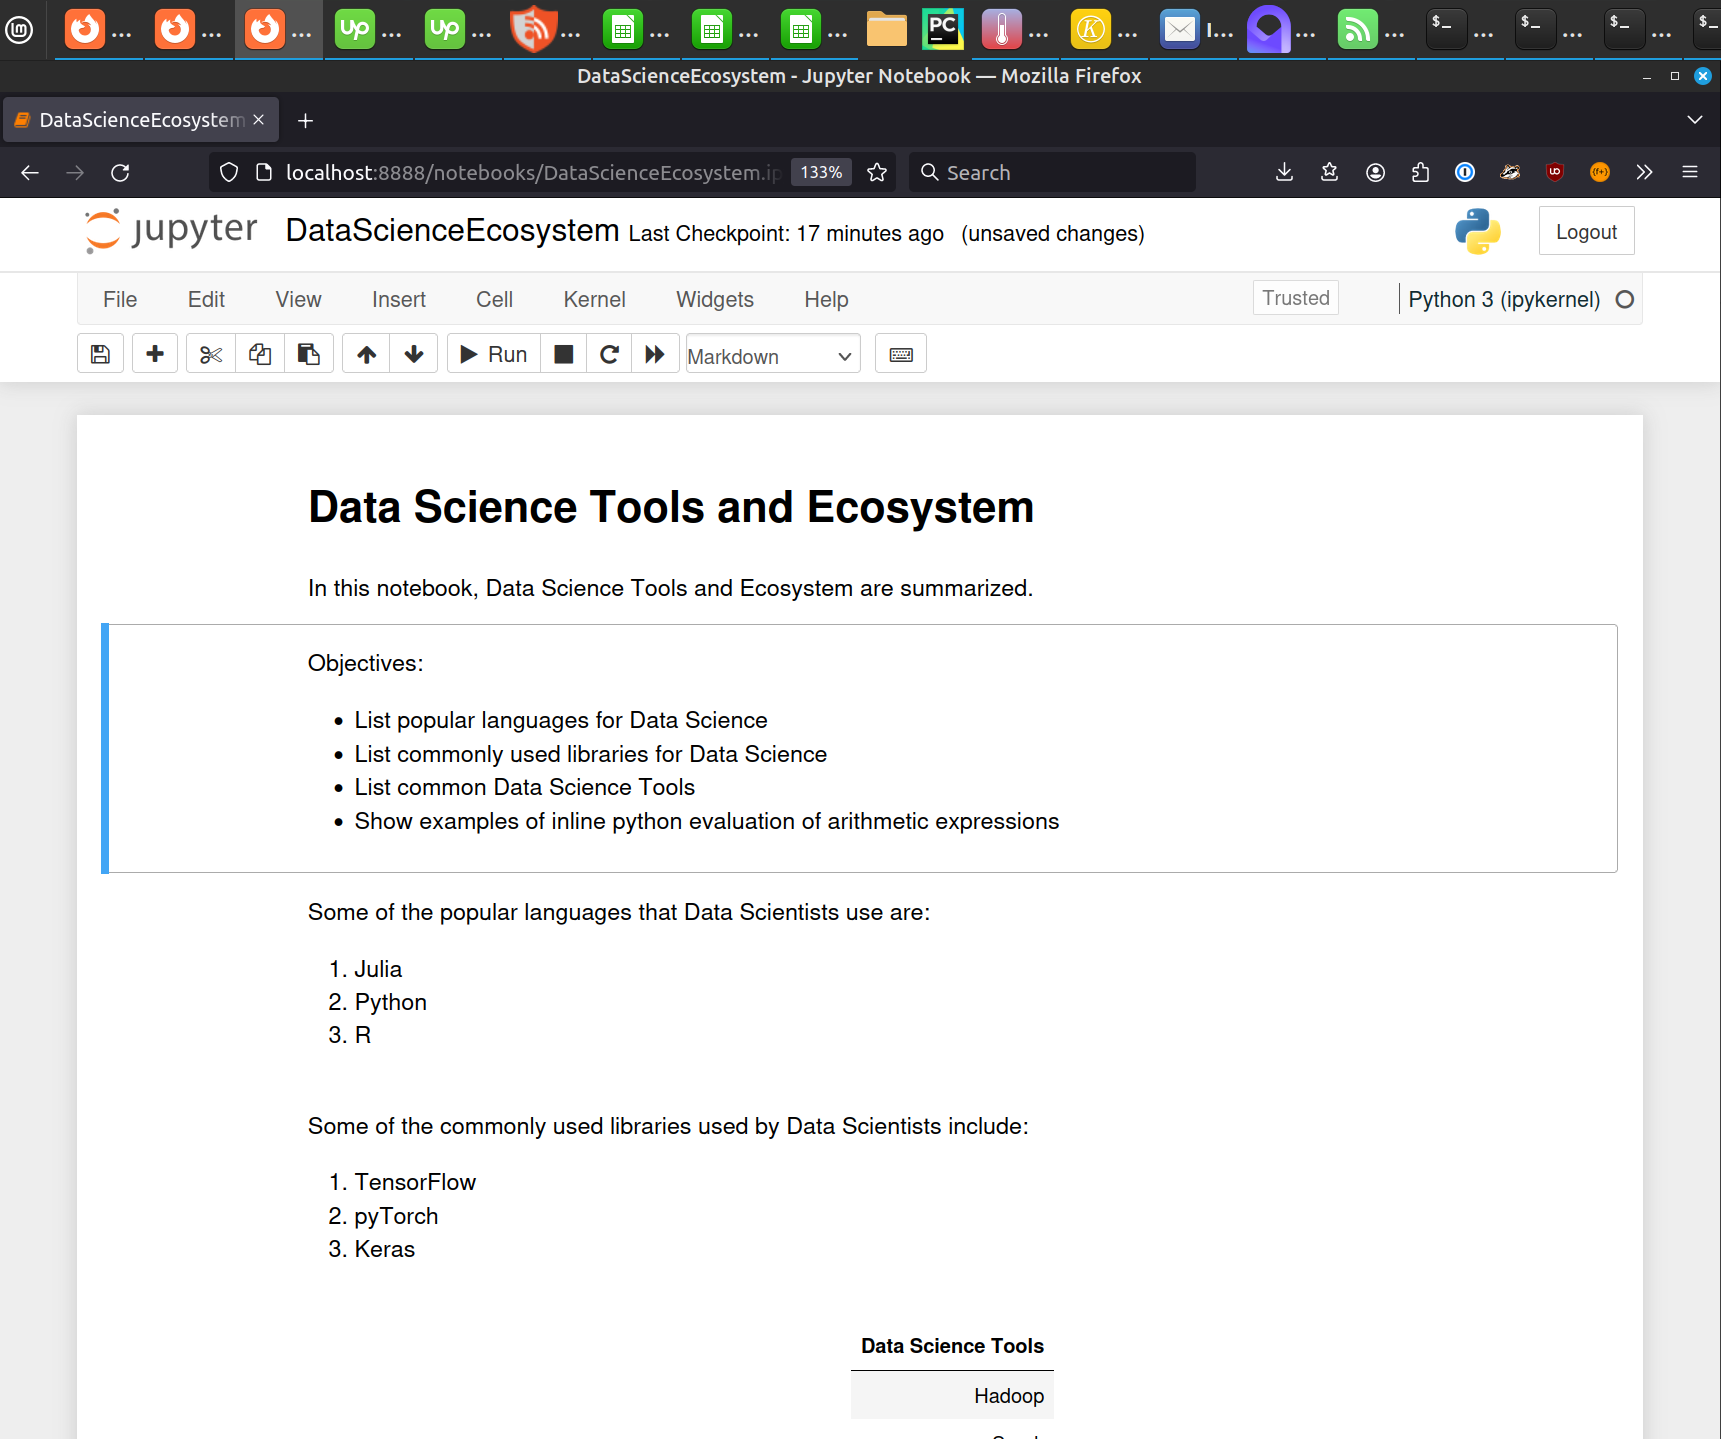 DataScienceEcosystem - Jupyter Notebook — Mozilla Firefox
DataScienceEcosystem
localhost:8888/notebooks/DataScienceEcosystem.ip
133%
Search
jupyter
DataScienceEcosystem Last Checkpoint: 17 minutes ago (unsaved changes)
Logout
File Edit View Insert Cell Kernel Widgets Help
Trusted
Python 3 (ipykernel)
Run
Markdown
Data Science Tools and Ecosystem
In this notebook, Data Science Tools and Ecosystem are summarized.
Objectives:
• List popular languages for Data Science
• List commonly used libraries for Data Science
• List common Data Science Tools
• Show examples of inline python evaluation of arithmetic expressions
Some of the popular languages that Data Scientists use are:
1. Julia
2. Python
3. R
Some of the commonly used libraries used by Data Scientists include:
1. TensorFlow
2. pyTorch
3. Keras
Data Science Tools
Hadoop